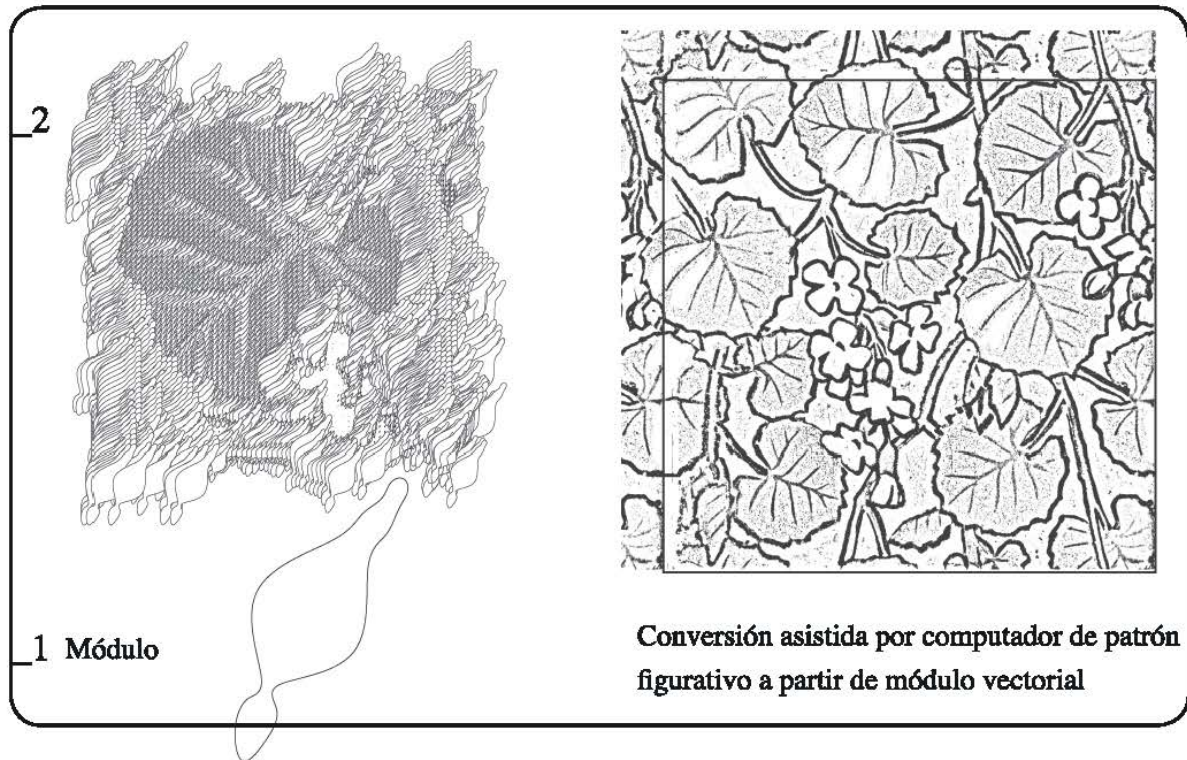 2
1 Módulo
Conversión asistida por computador de patrón
figurativo a partir de módulo vectorial